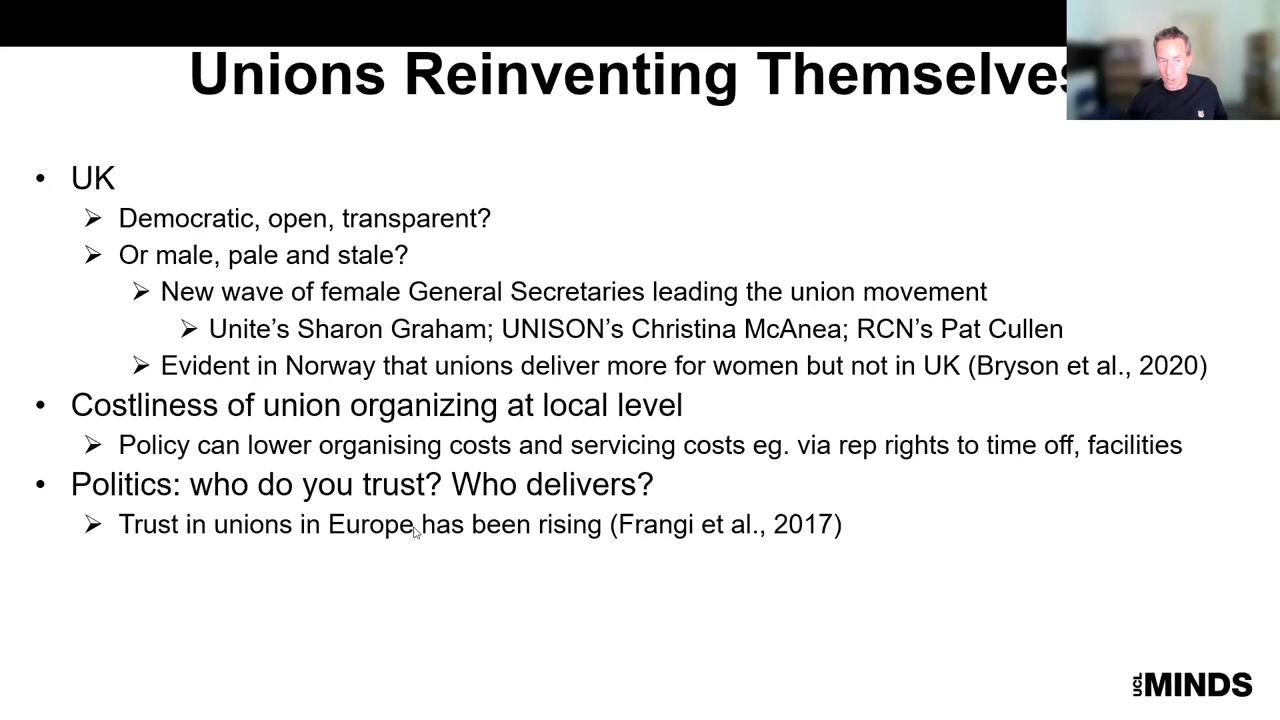 Unions Reinventing Themselves
• UK
➢ Democratic, open, transparent?
➢ Or male, pale and stale?
➢ New wave of female General Secretaries leading the union movement
➢ Unite’s Sharon Graham; UNISON’s Christina McAnea; RCN’s Pat Cullen
➢ Evident in Norway that unions deliver more for women but not in UK (Bryson et al., 2020)
• Costliness of union organizing at local level
➢ Policy can lower organising costs and servicing costs eg. via rep rights to time off, facilities
• Politics: who do you trust? Who delivers?
➢ Trust in unions in Europe has been rising (Frangi et al., 2017)
UCL MINDS